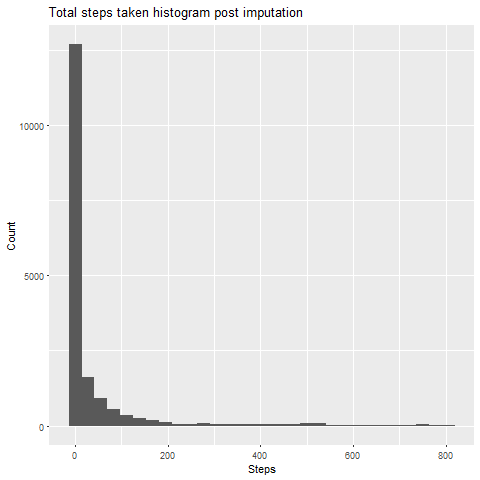 Total steps taken histogram post imputation
10000
5000
0
Count
0 200 400 600 800
Steps